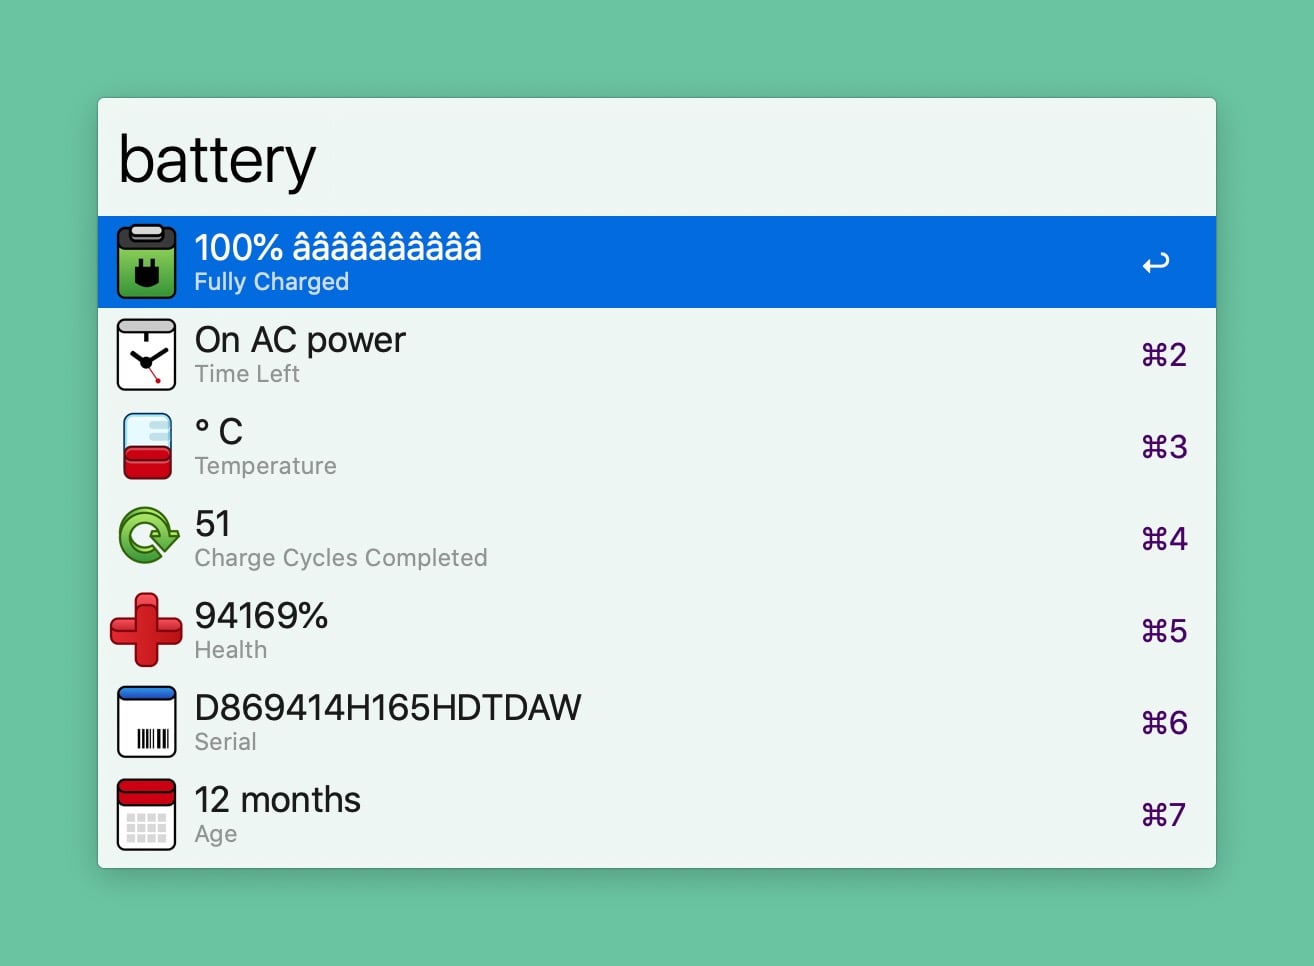 battery
100% ââââââââââ
Fully Charged
↩
On AC power
Time Left
⌘2
° C
Temperature
⌘3
51
Charge Cycles Completed
⌘4
94169%
Health
⌘5
D869414H165HDTDAW
Serial
⌘6
12 months
Age
⌘7